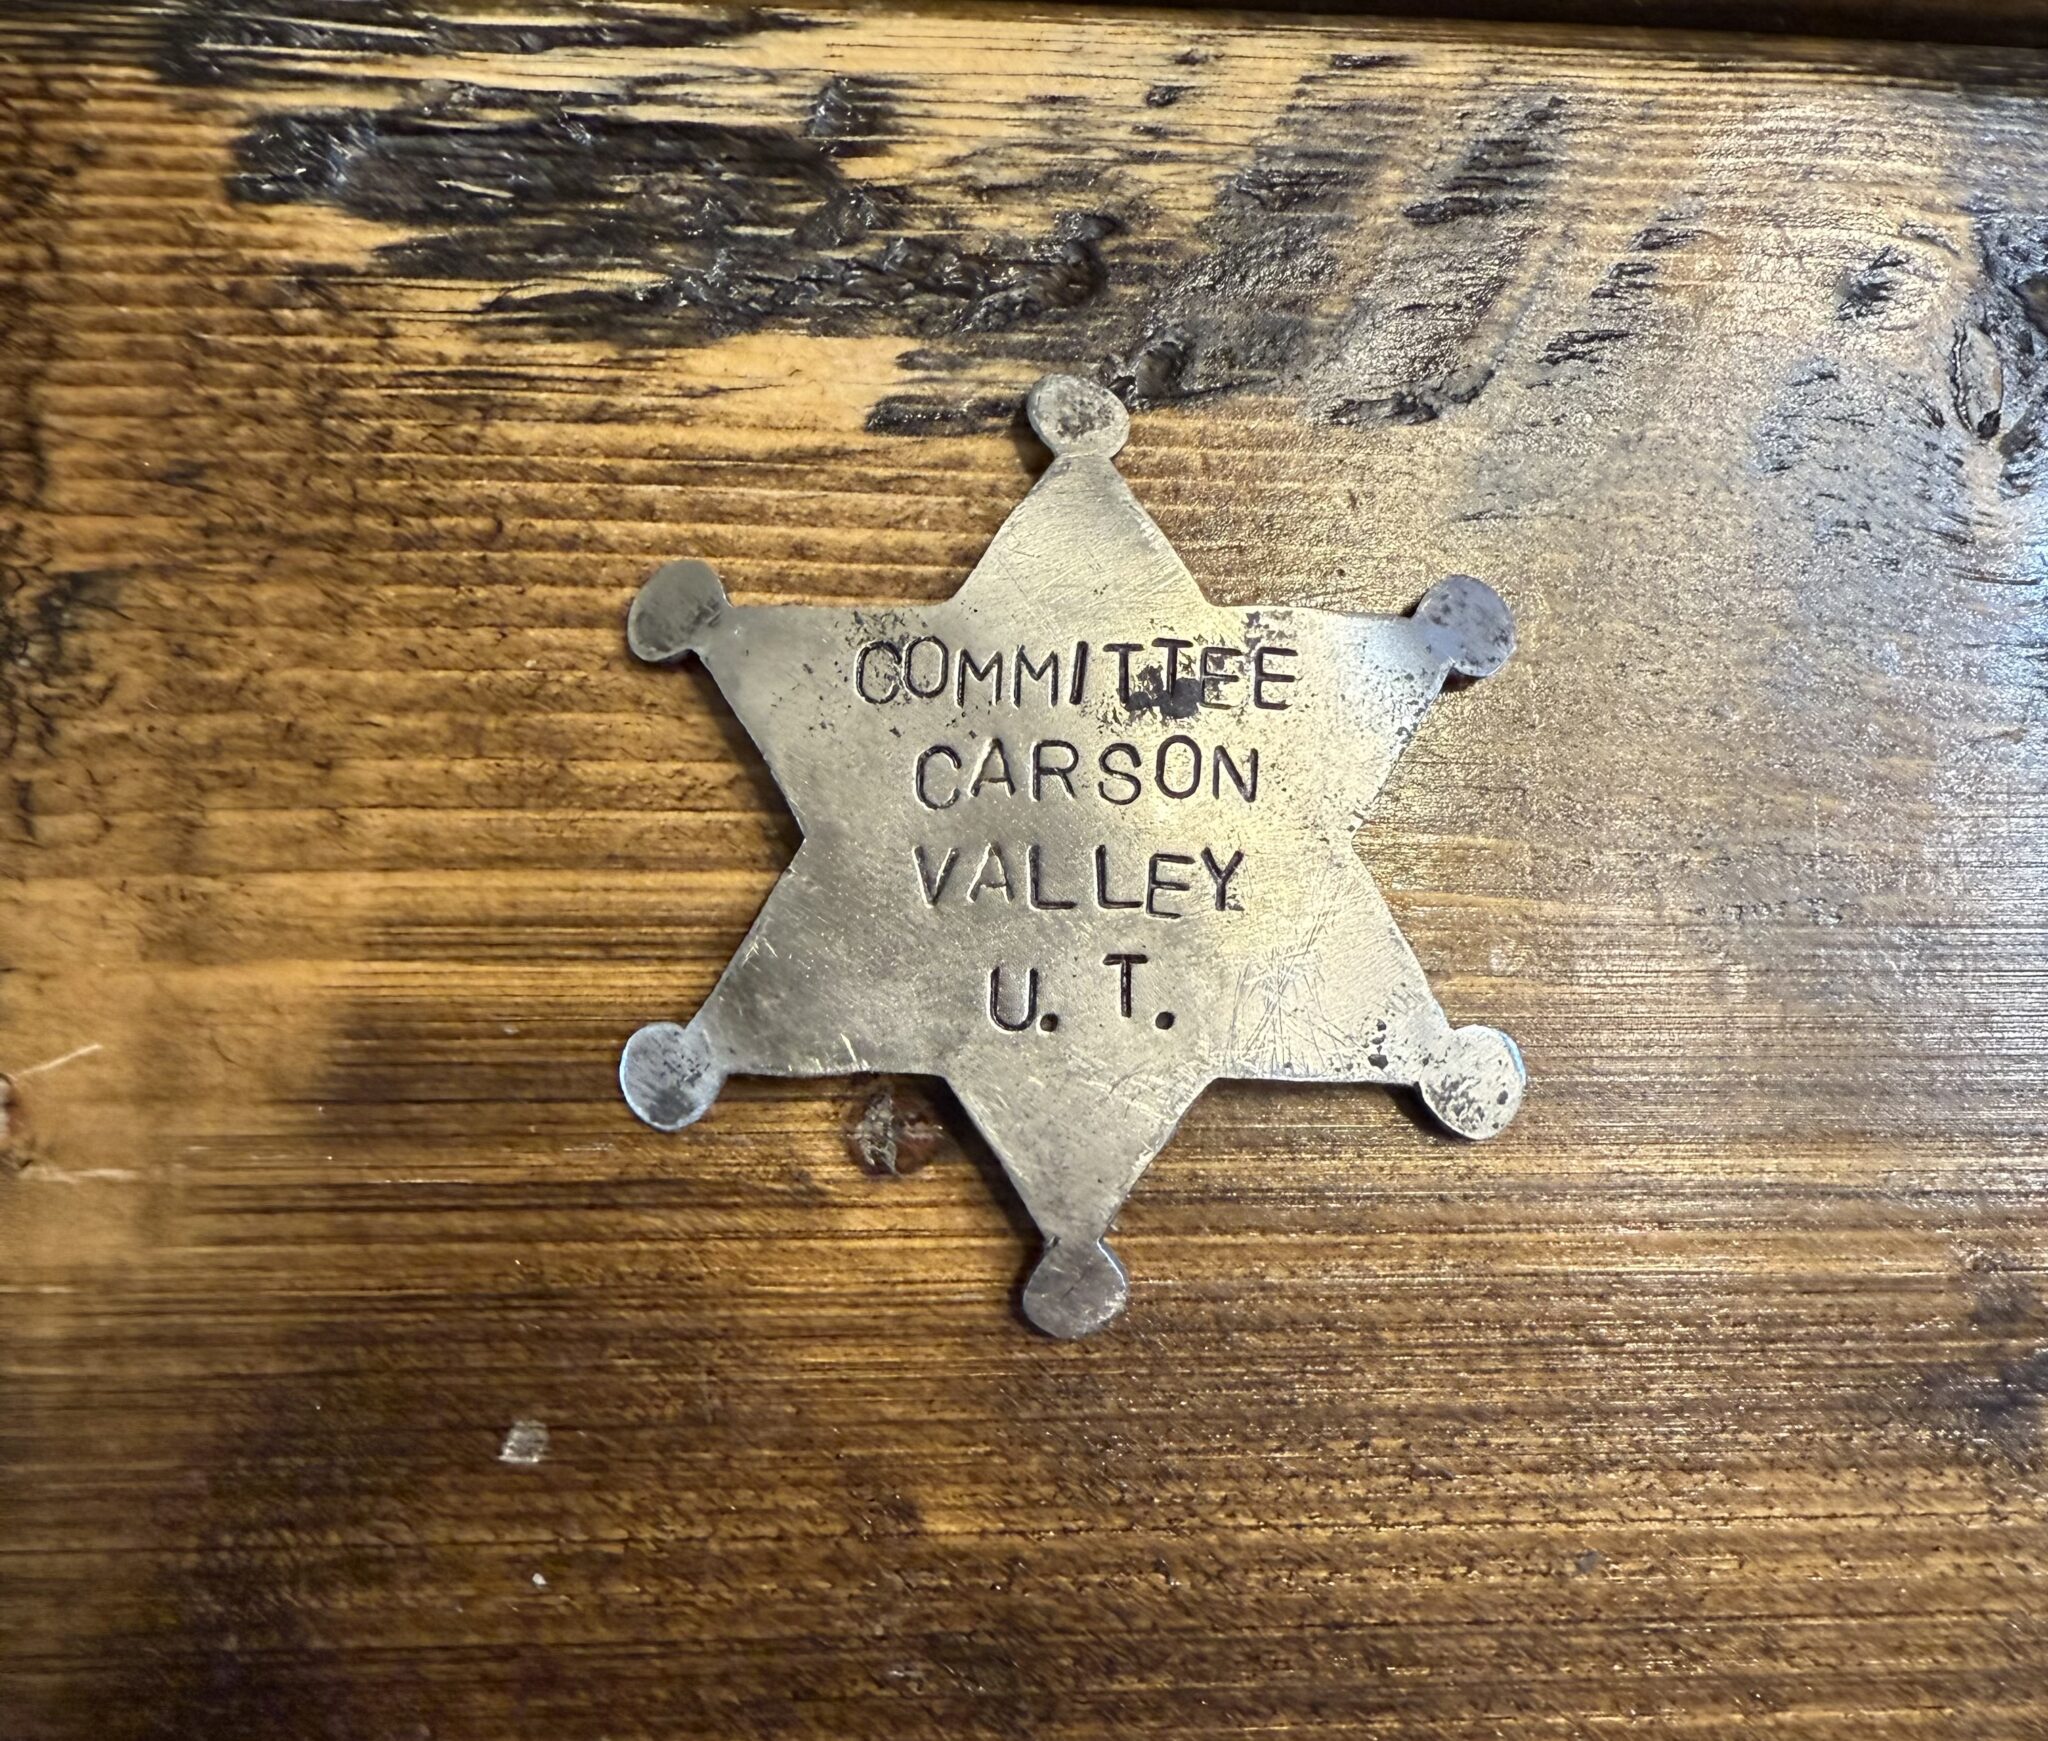 COMMITTEE
CARSON
VALLEY
U. T.